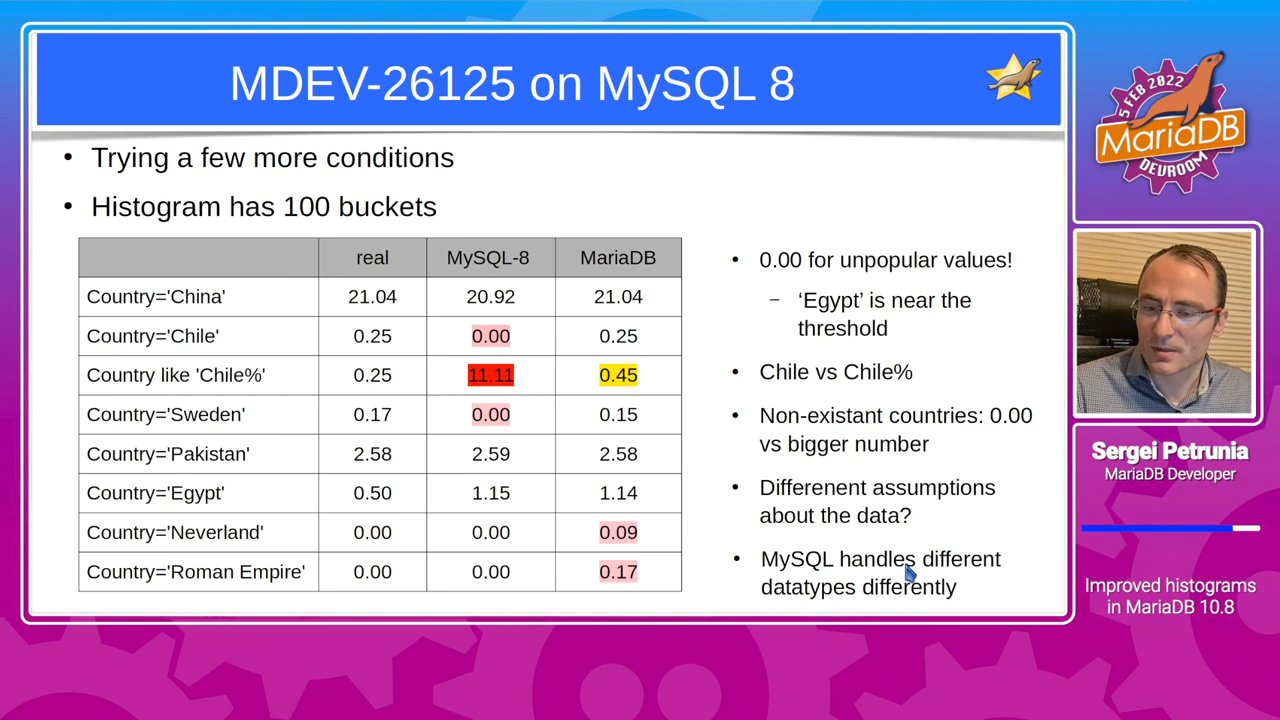 MDEV-26125 on MySQL 8
• Trying a few more conditions
• Histogram has 100 buckets
real MySQL-8 MariaDB
Country='China' 21.04 20.92 21.04
Country='Chile' 0.25 0.00 0.25
Country like 'Chile%' 0.25 11.11 0.45
Country='Sweden' 0.17 0.00 0.15
Country='Pakistan' 2.58 2.59 2.58
Country='Egypt' 0.50 1.15 1.14
Country='Neverland' 0.00 0.00 0.09
Country='Roman Empire' 0.00 0.00 0.17
• 0.00 for unpopular values!
– ‘Egypt’ is near the
threshold
• Chile vs Chile%
• Non-existant countries: 0.00
vs bigger number
• Differenent assumptions
about the data?
• MySQL handles different
datatypes differently
5 FEB 2022
MariaDB
DEVROOM
Sergei Petrunia
MariaDB Developer
Improved histograms
in MariaDB 10.8